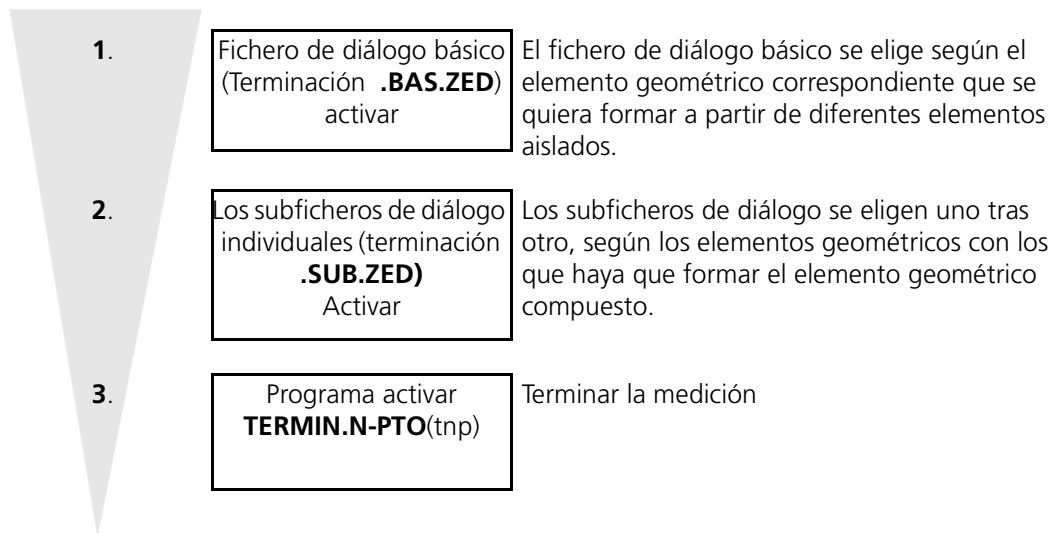 1.
Fichero de diálogo básico
(Terminación .BAS.ZED)
activar
El fichero de diálogo básico se elige según el
elemento geométrico correspondiente que se
quiera formar a partir de diferentes elementos
aislados.
2.
Los subficheros de diálogo
individuales (terminación
.SUB.ZED)
Activar
Los subficheros de diálogo se eligen uno tras
otro, según los elementos geométricos con los
que haya que formar el elemento geométrico
compuesto.
3.
Programa activar
TERMIN.N-PTO(tnp)
Terminar la medición